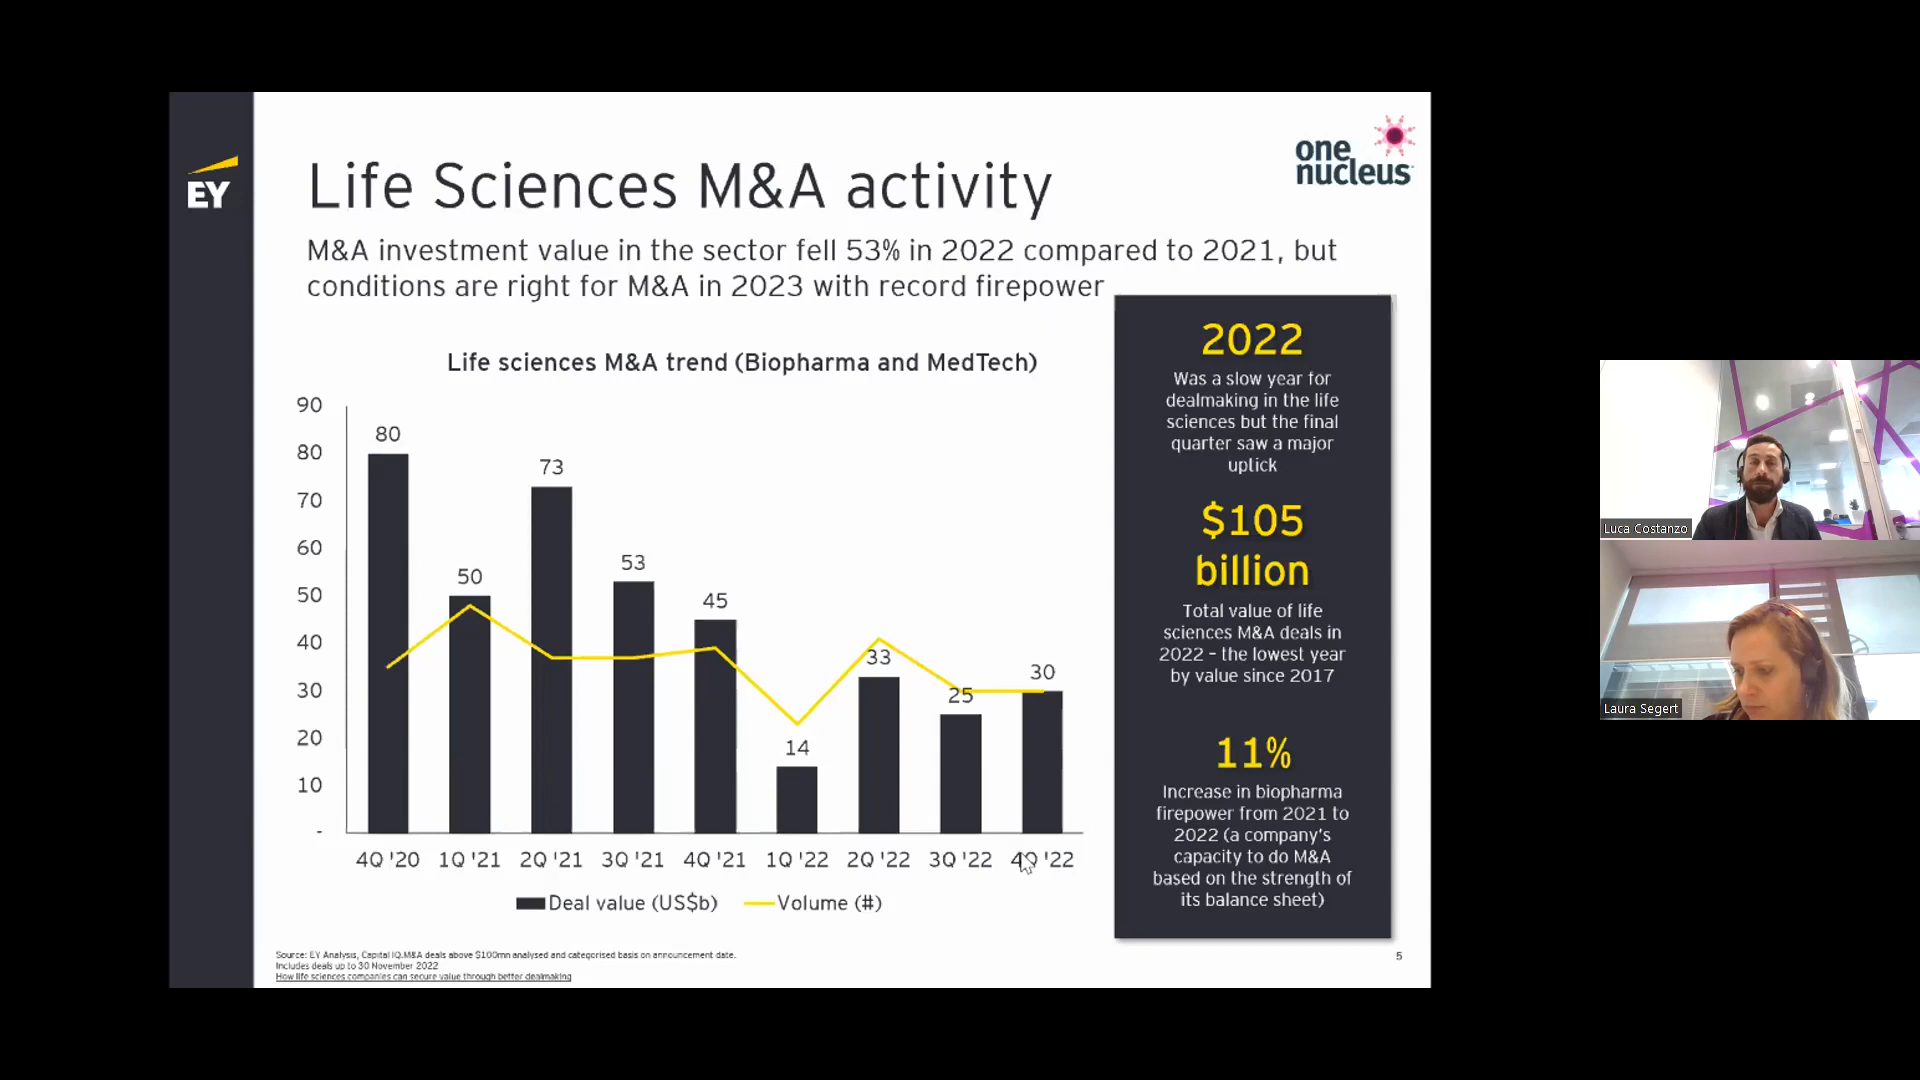 EY
one
nucleus
Life Sciences M&A activity
M&A investment value in the sector fell 53% in 2022 compared to 2021, but
conditions are right for M&A in 2023 with record firepower
Life sciences M&A trend (Biopharma and MedTech)
90
80
70
60
50
40
30
20
10
-
80
50
73
53
45
14
33
25
30
4Q '20 1Q '21 2Q '21 3Q '21 4Q '21 1Q '22 2Q '22 3Q '22 4Q '22
Deal value (US$b) Volume (#)
2022
Was a slow year for
dealmaking in the life
sciences but the final
quarter saw a major
uptick
$105
billion
Total value of life
sciences M&A deals in
2022 – the lowest year
by value since 2017
11%
Increase in biopharma
firepower from 2021 to
2022 (a company's
capacity to do M&A
based on the strength of
its balance sheet)
Source: EY Analysis, Capital IQ.M&A deals above $100mn analysed and categorised basis on announcement date.
Includes deals up to 30 November 2022
How life sciences companies can secure value through better dealmaking
5
Luca Costanzo
Laura Segert